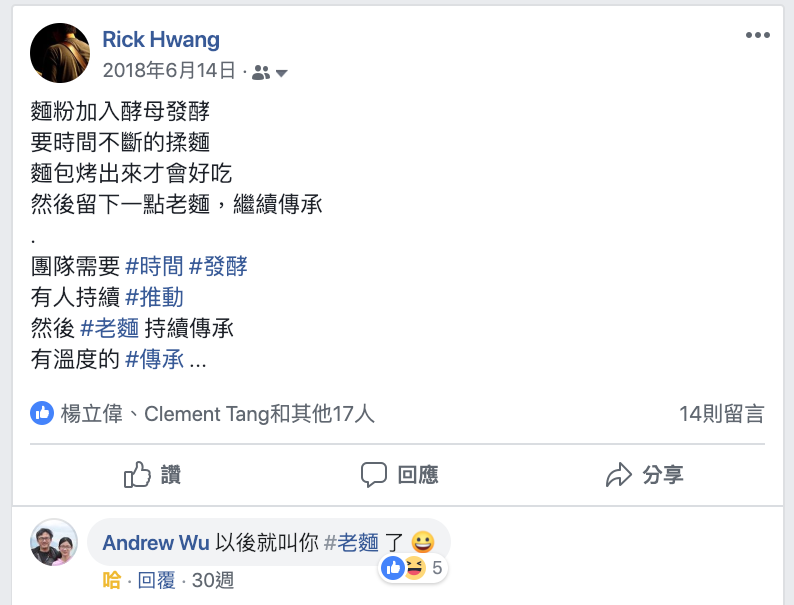 Rick Hwang
2018年6月14日 ·
麵粉加入酵母發酵
要時間不斷的揉麵
麵包烤出來才會好吃
然後留下一點老麵，繼續傳承
.
團隊需要 #時間 #發酵
有人持續 #推動
然後 #老麵 持續傳承
有溫度的 #傳承 ...
楊立偉、Clement Tang和其他17人 14則留言
讚 回應 分享
Andrew Wu 以後就叫你 #老麵 了 😀
5
哈 · 回覆 · 30週